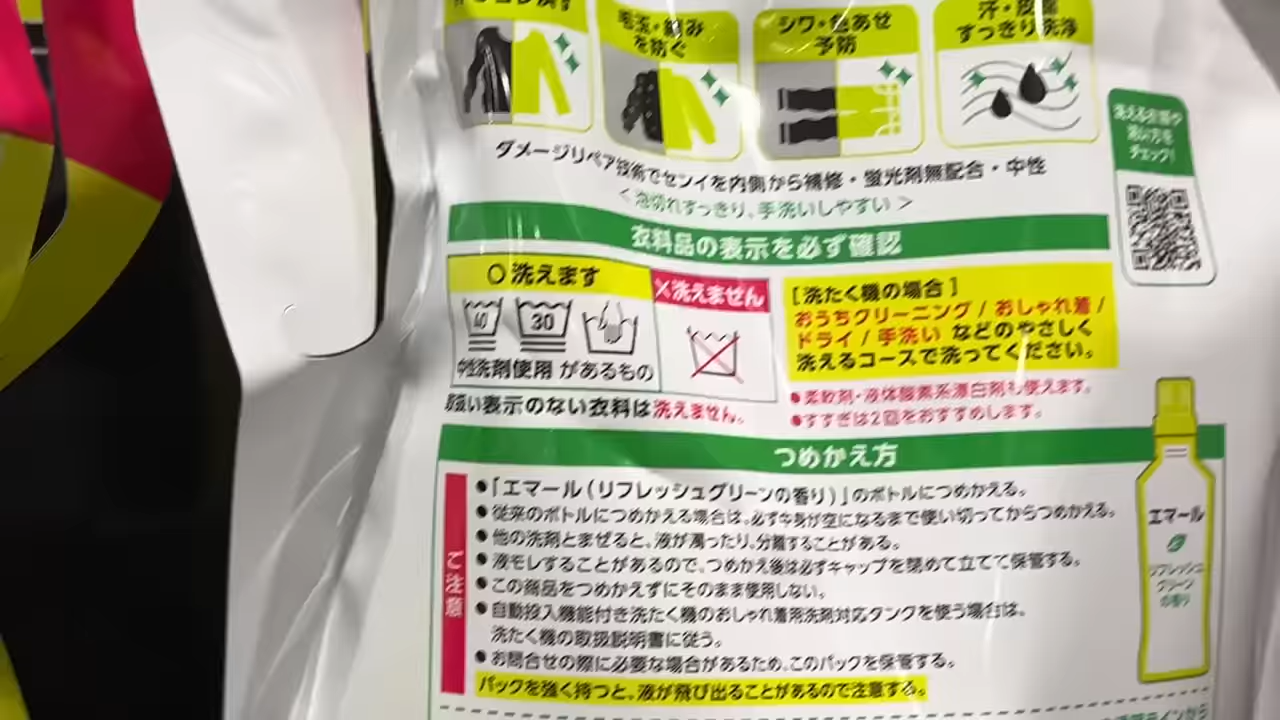 毛玉・縮み
を防ぐ
シワ・色あせ
予防
汗・皮脂
すっきり洗浄
洗える衣類や
洗い方を
チェック!
ダメージリペア技術でセンイを内側から補修・蛍光剤無配合・中性
<泡切れすっきり、手洗いしやすい>
衣料品の表示を必ず確認
○洗えます
×洗えません
40
30
中性洗剤使用 があるもの
取扱い表示のない衣料は洗えません。
[洗たく機の場合]
おうちクリーニング / おしゃれ着 /
ドライ / 手洗い などのやさしく
洗えるコースで洗ってください。
●柔軟剤・液体酸素系漂白剤も使えます。
●すすぎは2回をおすすめします。
つめかえ方
ご注意
●「エマール(リフレッシュグリーンの香り)」のボトルにつめかえる。
●従来のボトルにつめかえる場合は、必ず中身が空になるまで使い切ってからつめかえる。
●他の洗剤とまぜると、液が濁ったり、分離することがある。
●液モレすることがあるので、つめかえ後は必ずキャップを閉めて立てて保管する。
●この商品をつめかえずにそのまま使用しない。
●自動投入機能付き洗たく機のおしゃれ着用洗剤対応タンクを使う場合は、
洗たく機の取扱説明書に従う。
●お問合せの際に必要な場合があるため、このパックを保管する。
パックを強く持つと、液が飛び出ることがあるので注意する。
エマール
リフレッシュ
グリーン
の香り